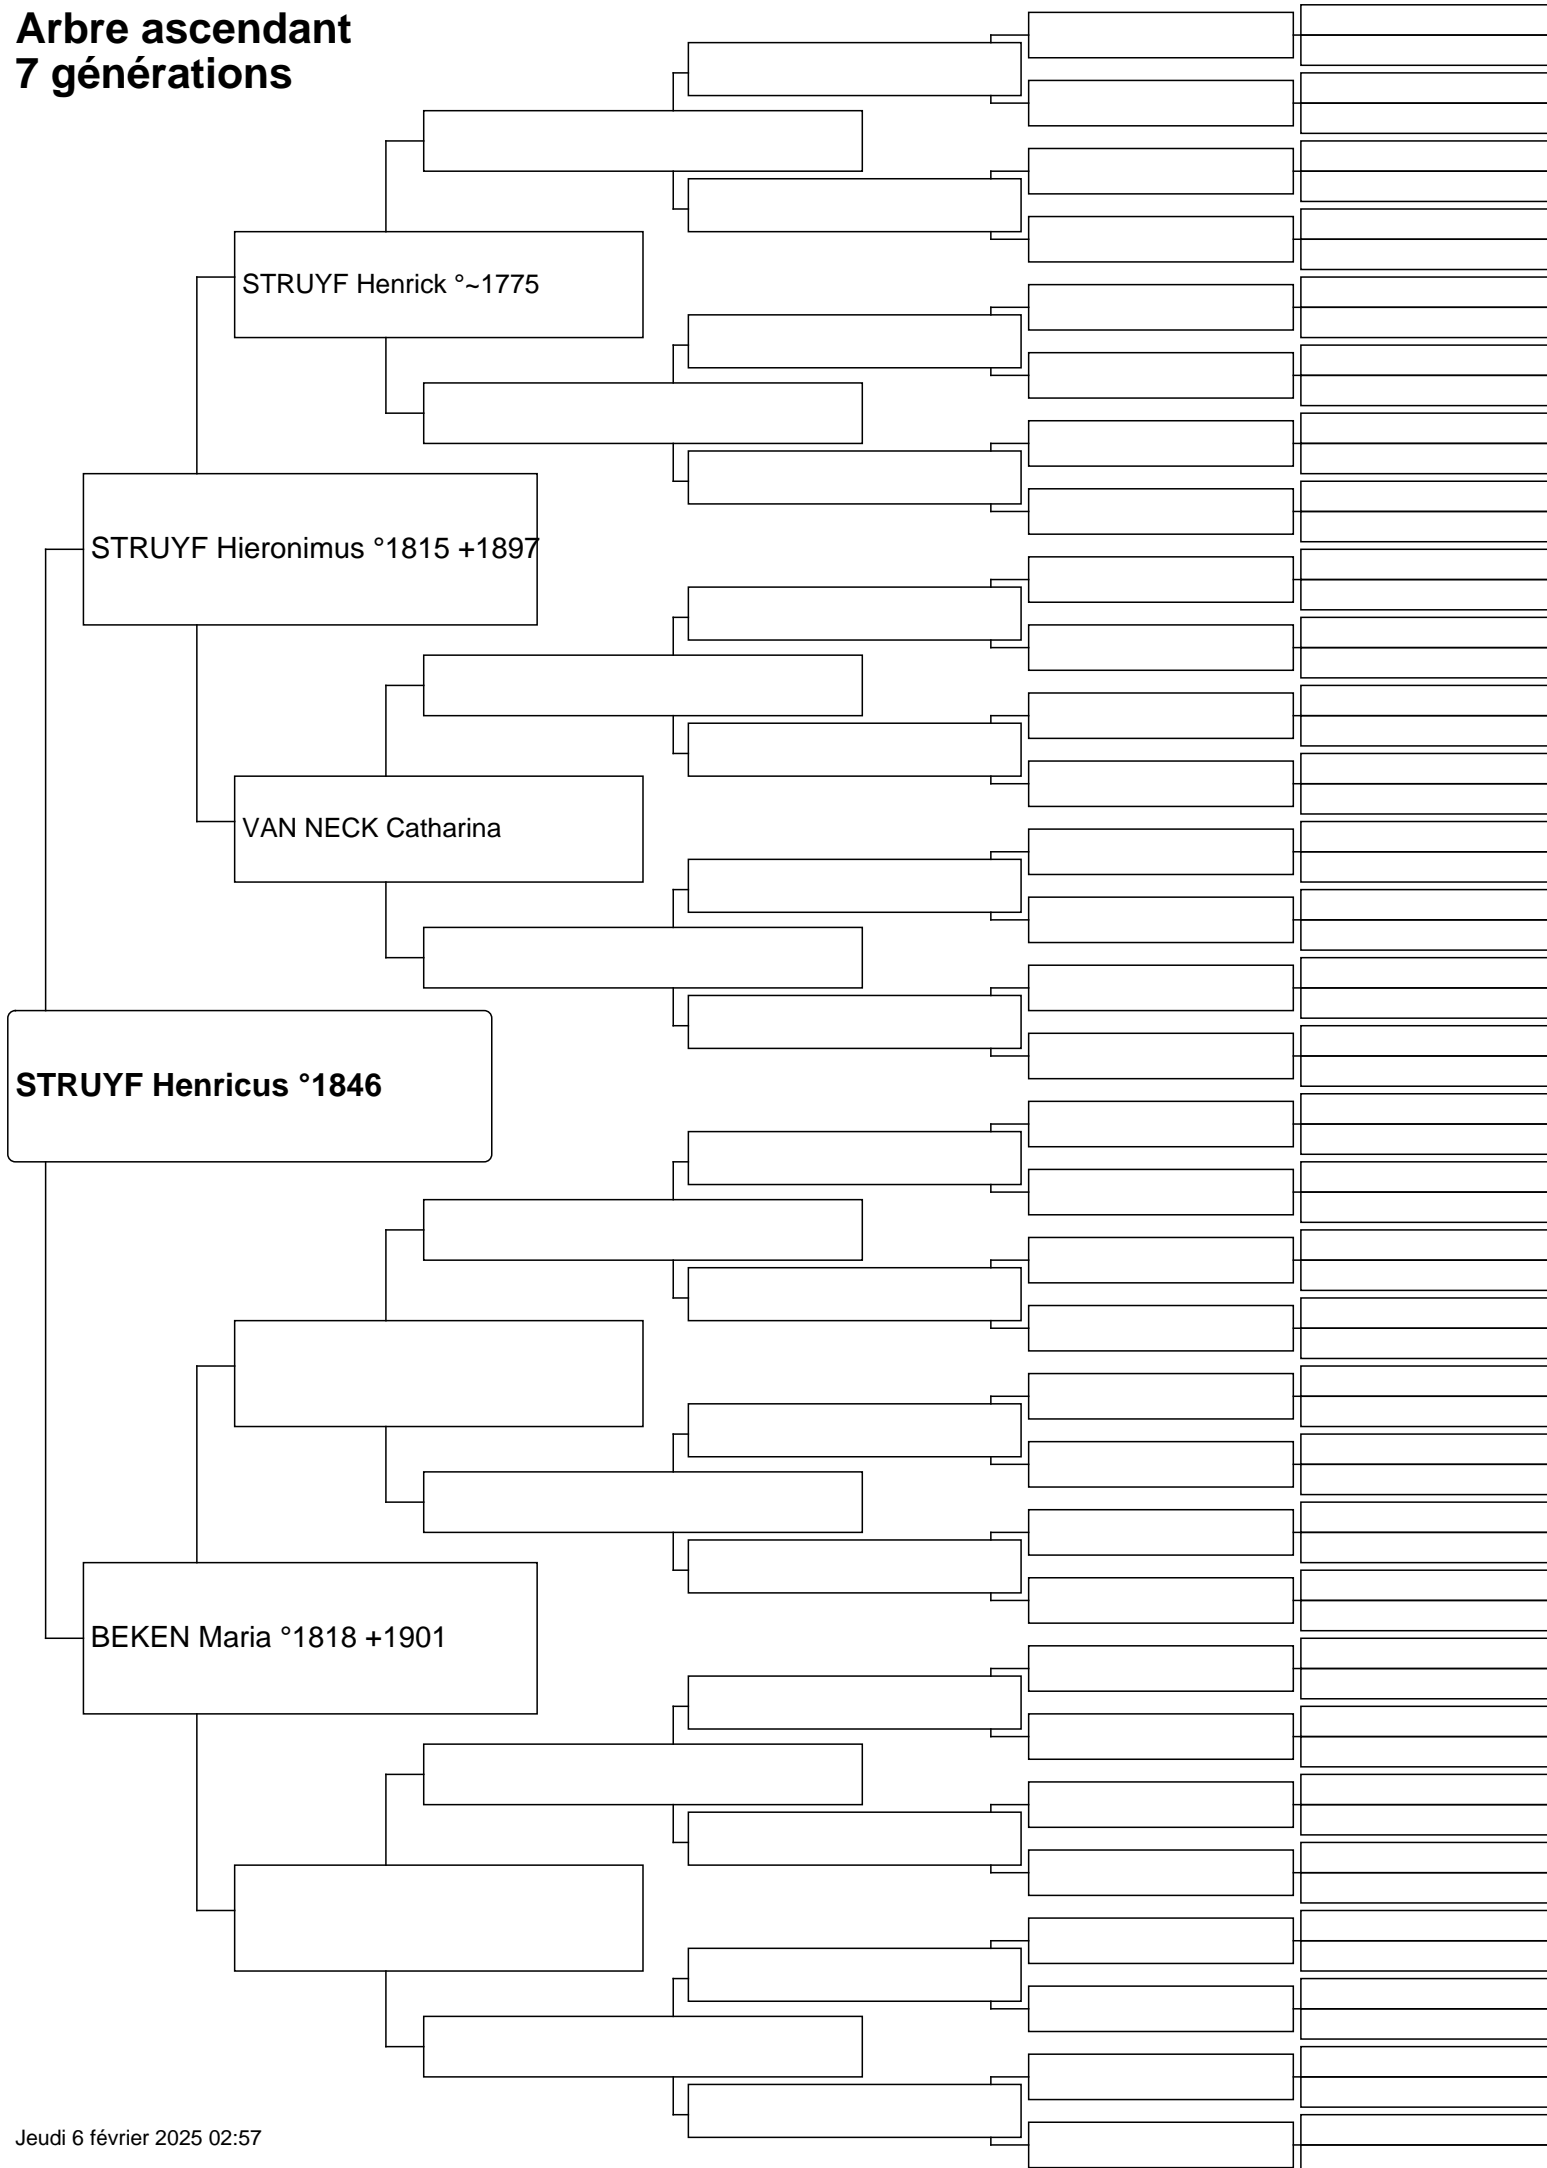 Arbre ascendant
7 générations
STRUYF Henrick °~1775
STRUYF Hieronimus °1815 +1897
VAN NECK Catharina
STRUYF Henricus °1846
BEKEN Maria °1818 +1901
Jeudi 6 février 2025 02:57